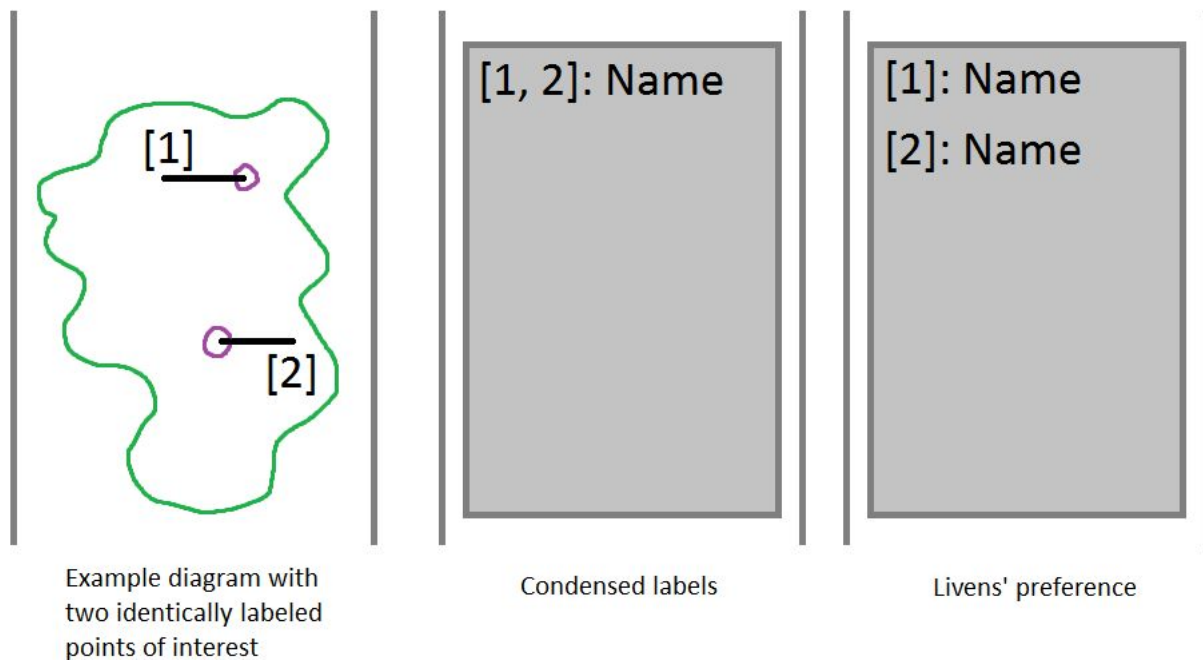 [1]
[2]
Example diagram with
two identically labeled
points of interest
[1, 2]: Name
Condensed labels
[1]: Name
[2]: Name
Livens' preference